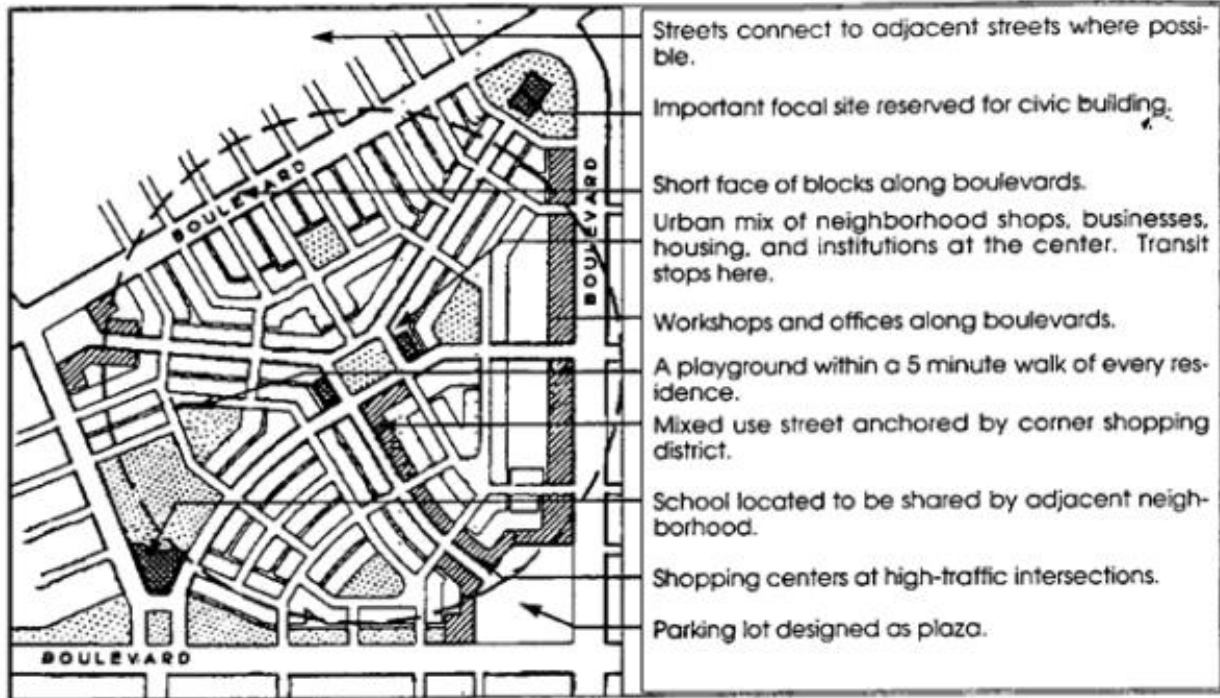 Streets connect to adjacent streets where possi-
ble.
Important focal site reserved for civic building.
Short face of blocks along boulevards.
Urban mix of neighborhood shops, businesses,
housing, and institutions at the center. Transit
stops here.
Workshops and offices along boulevards.
A playground within a 5 minute walk of every res-
idence.
Mixed use street anchored by corner shopping
district.
School located to be shared by adjacent neigh-
borhood.
Shopping centers at high-traffic intersections.
Parking lot designed as plaza.
BOULEVARD
BOULEVARD
BOULEVARD